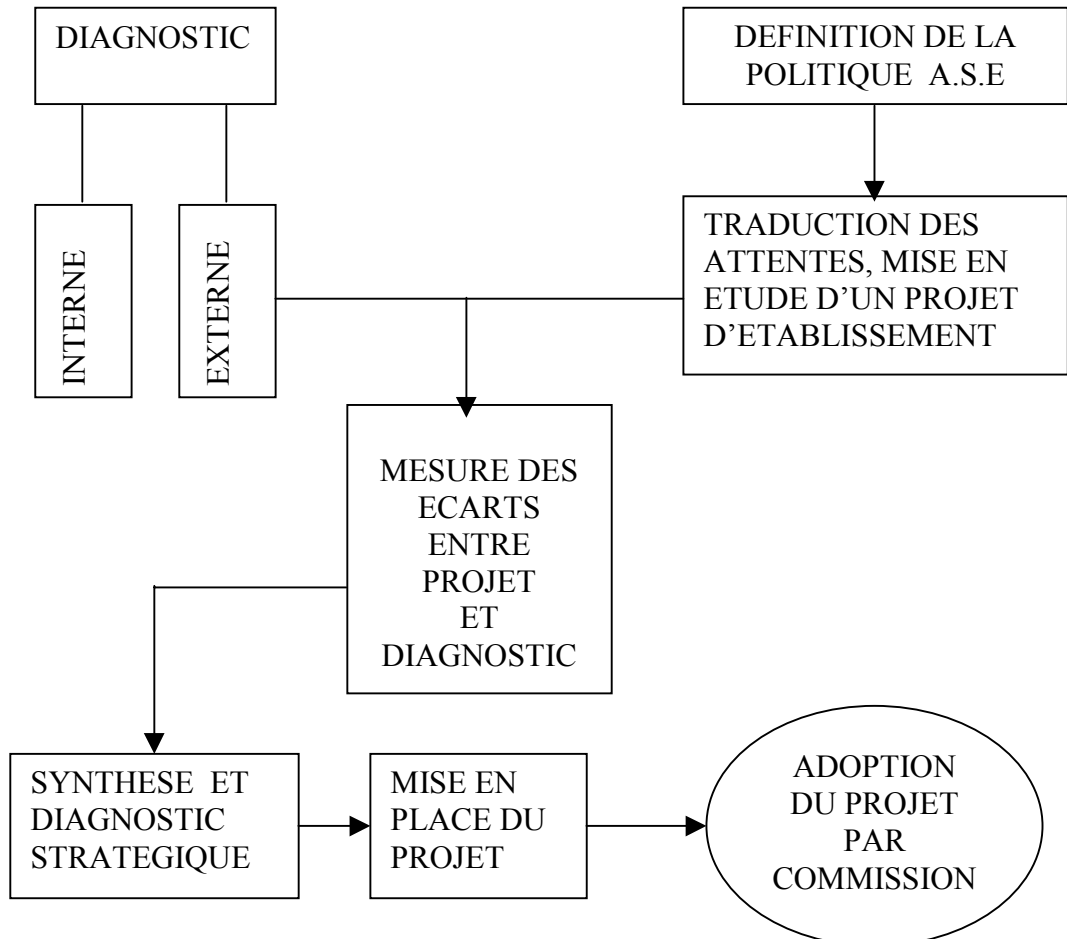 DIAGNOSTIC
DEFINITION DE LA
POLITIQUE A.S.E
INTERNE
EXTERNE
TRADUCTION DES
ATTENTES, MISE EN
ETUDE D’UN PROJET
D’ETABLISSEMENT
MESURE DES
ECARTS
ENTRE
PROJET
ET
DIAGNOSTIC
SYNTHESE ET
DIAGNOSTIC
STRATEGIQUE
MISE EN
PLACE DU
PROJET
ADOPTION
DU PROJET
PAR
COMMISSION